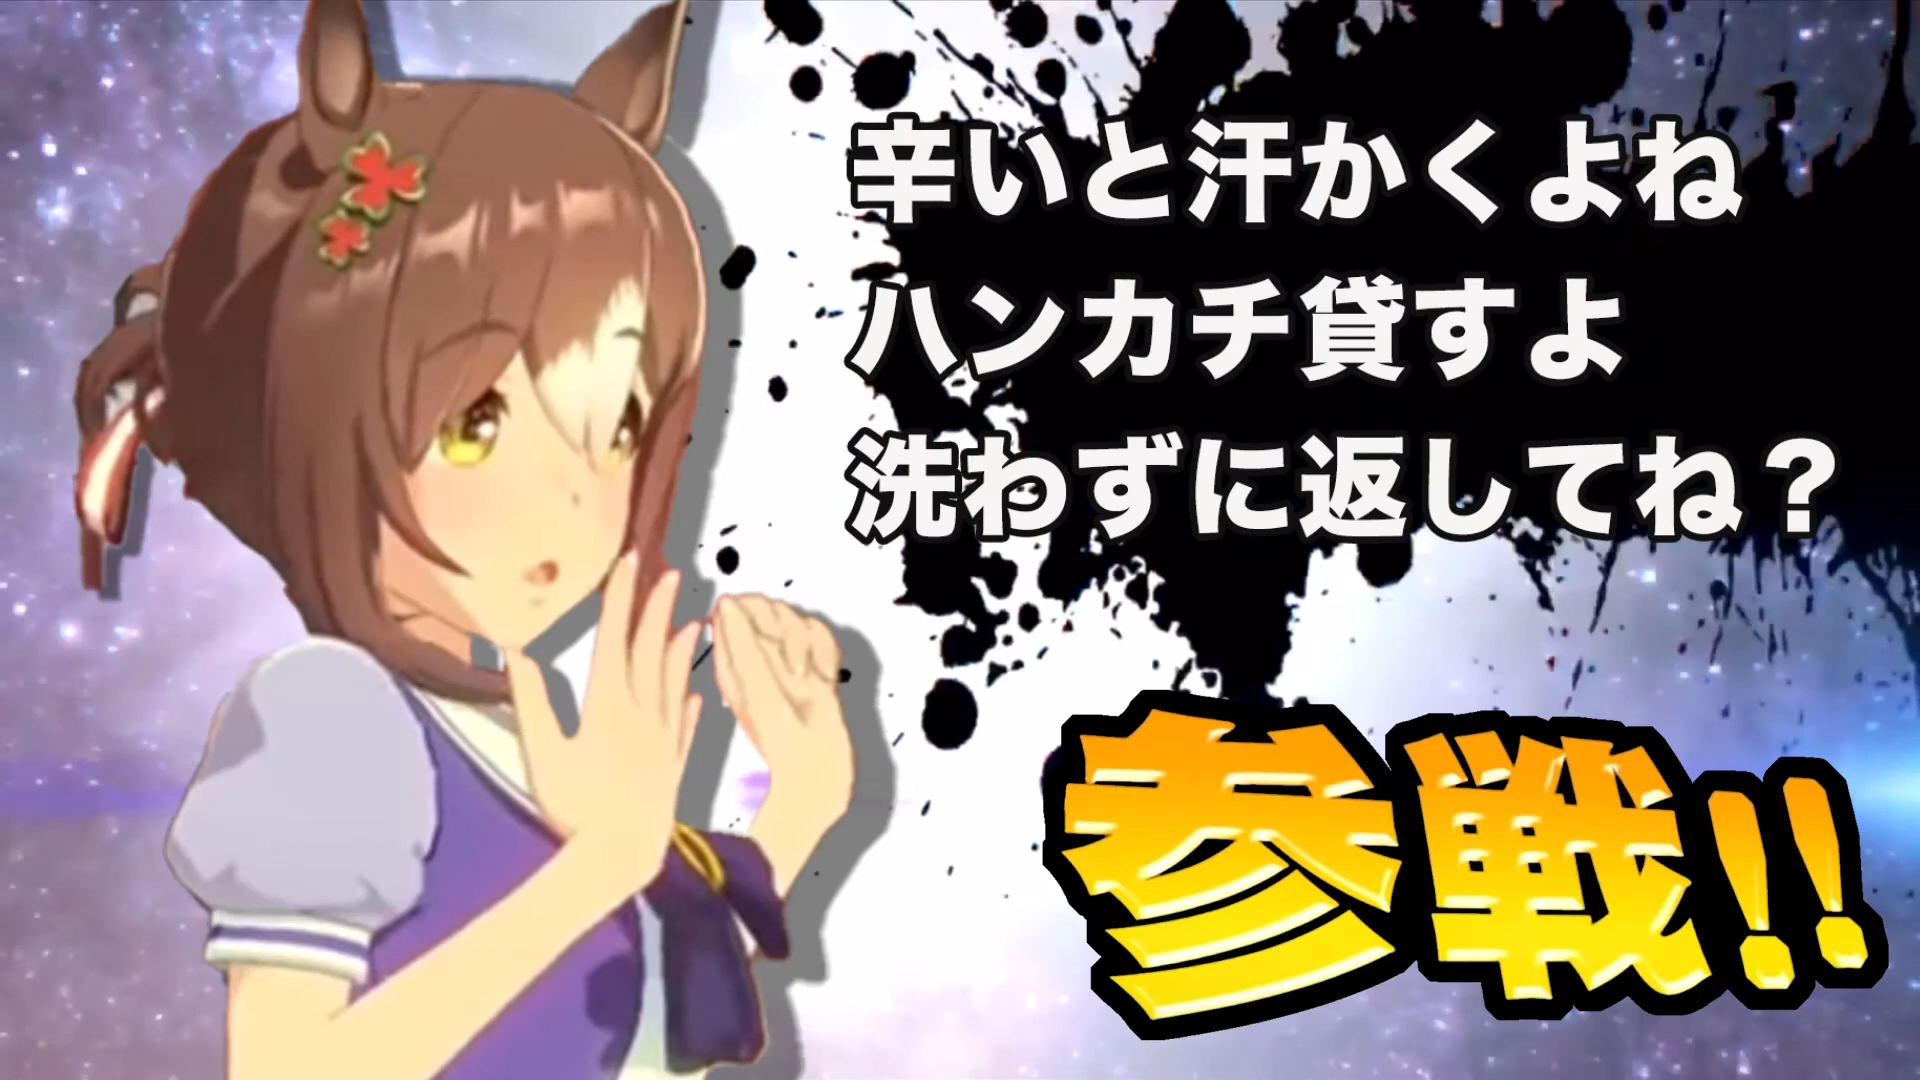 辛いと汗かくよね
ハンカチ貸すよ
洗わずに返してね？
参戦!!